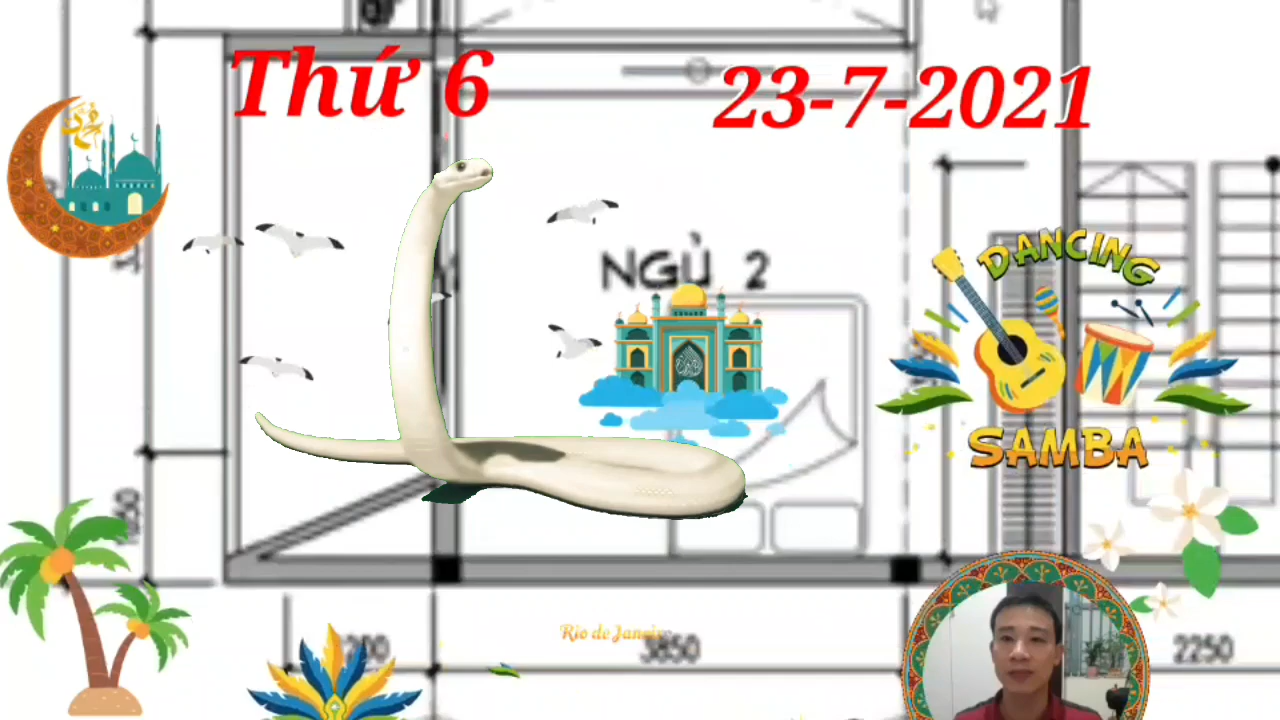 Thứ 6
23-7-2021
NGỦ 2
DANCING
SAMBA
Rio de Janeiro
3850
2250